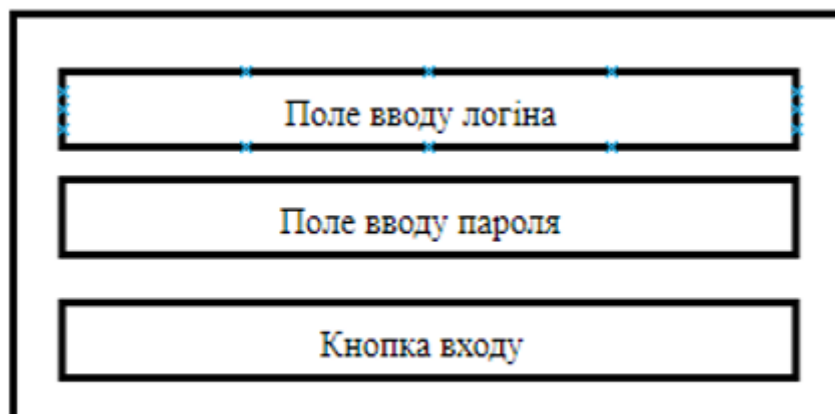 Поле вводу логіна
Поле вводу пароля
Кнопка входу